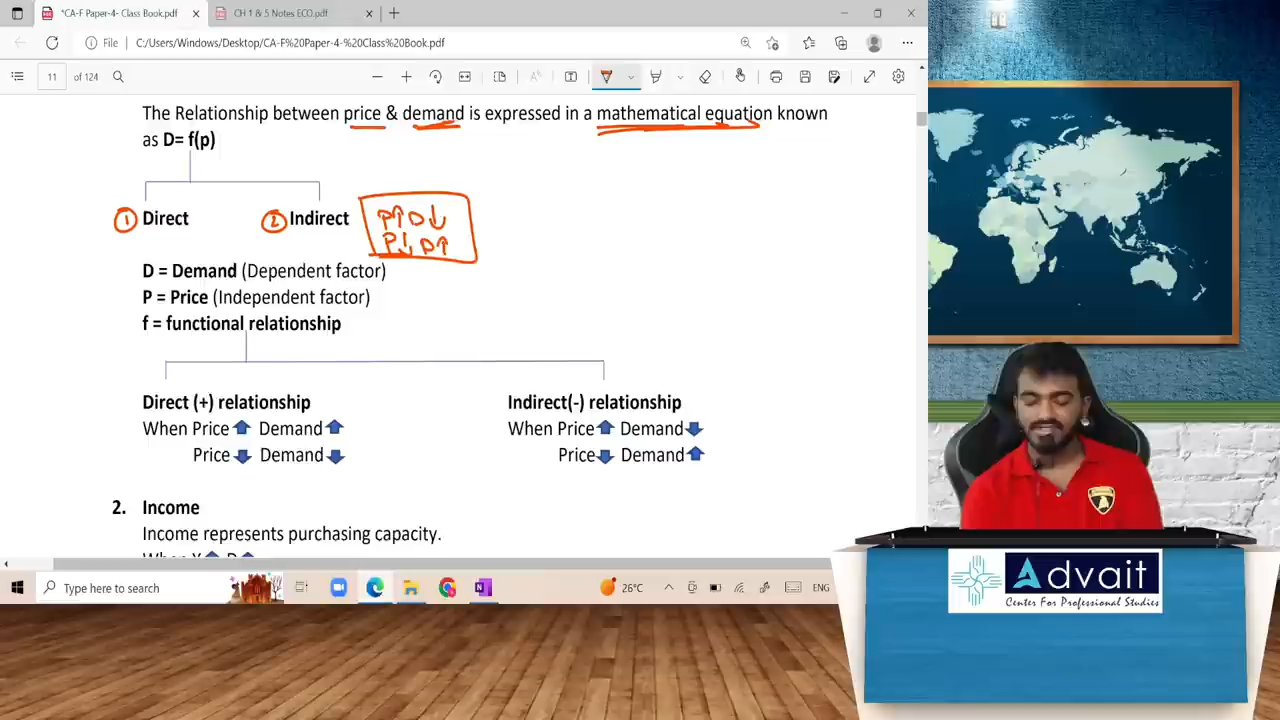 *CA-F Paper-4- Class Book.pdf
CH 1 & 5 Notes ECO.pdf
File
C:/Users/Windows/Desktop/CA-F%20Paper-4-%20Class%20Book.pdf
11 of 124
The Relationship between price & demand is expressed in a mathematical equation known
as D= f(p)
1 Direct
2 Indirect
P↑ D↓
P↓ D↑
D = Demand (Dependent factor)
P = Price (Independent factor)
f = functional relationship
Direct (+) relationship
When Price ↑ Demand ↑
Price ↓ Demand ↓
Indirect(-) relationship
When Price ↑ Demand ↓
Price ↓ Demand ↑
2. Income
Income represents purchasing capacity.
Type here to search
26°C
ENG
Advait
Center For Professional Studies